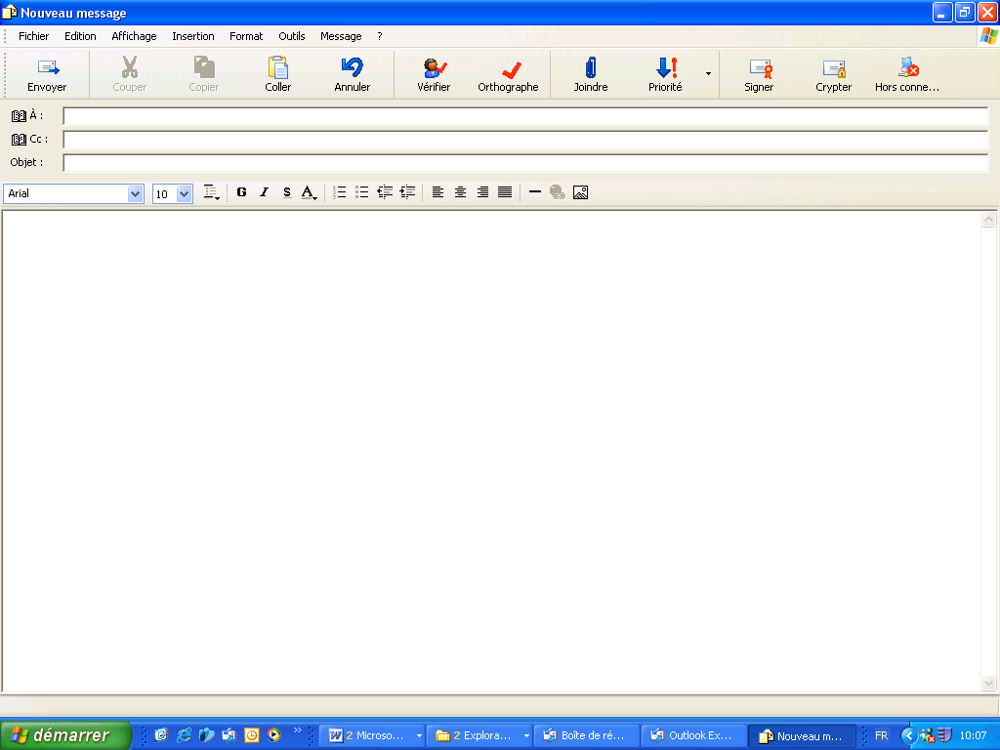 Nouveau message
Fichier Edition Affichage Insertion Format Outils Message ?
Envoyer Couper Copier Coller Annuler Vérifier Orthographe Joindre Priorité Signer Crypter Hors conne...
À :
Cc :
Objet :
Arial 10 G I S A
démarrer 2 Microso... 2 Explora... Boîte de ré... Outlook Ex... Nouveau m... FR 10:07